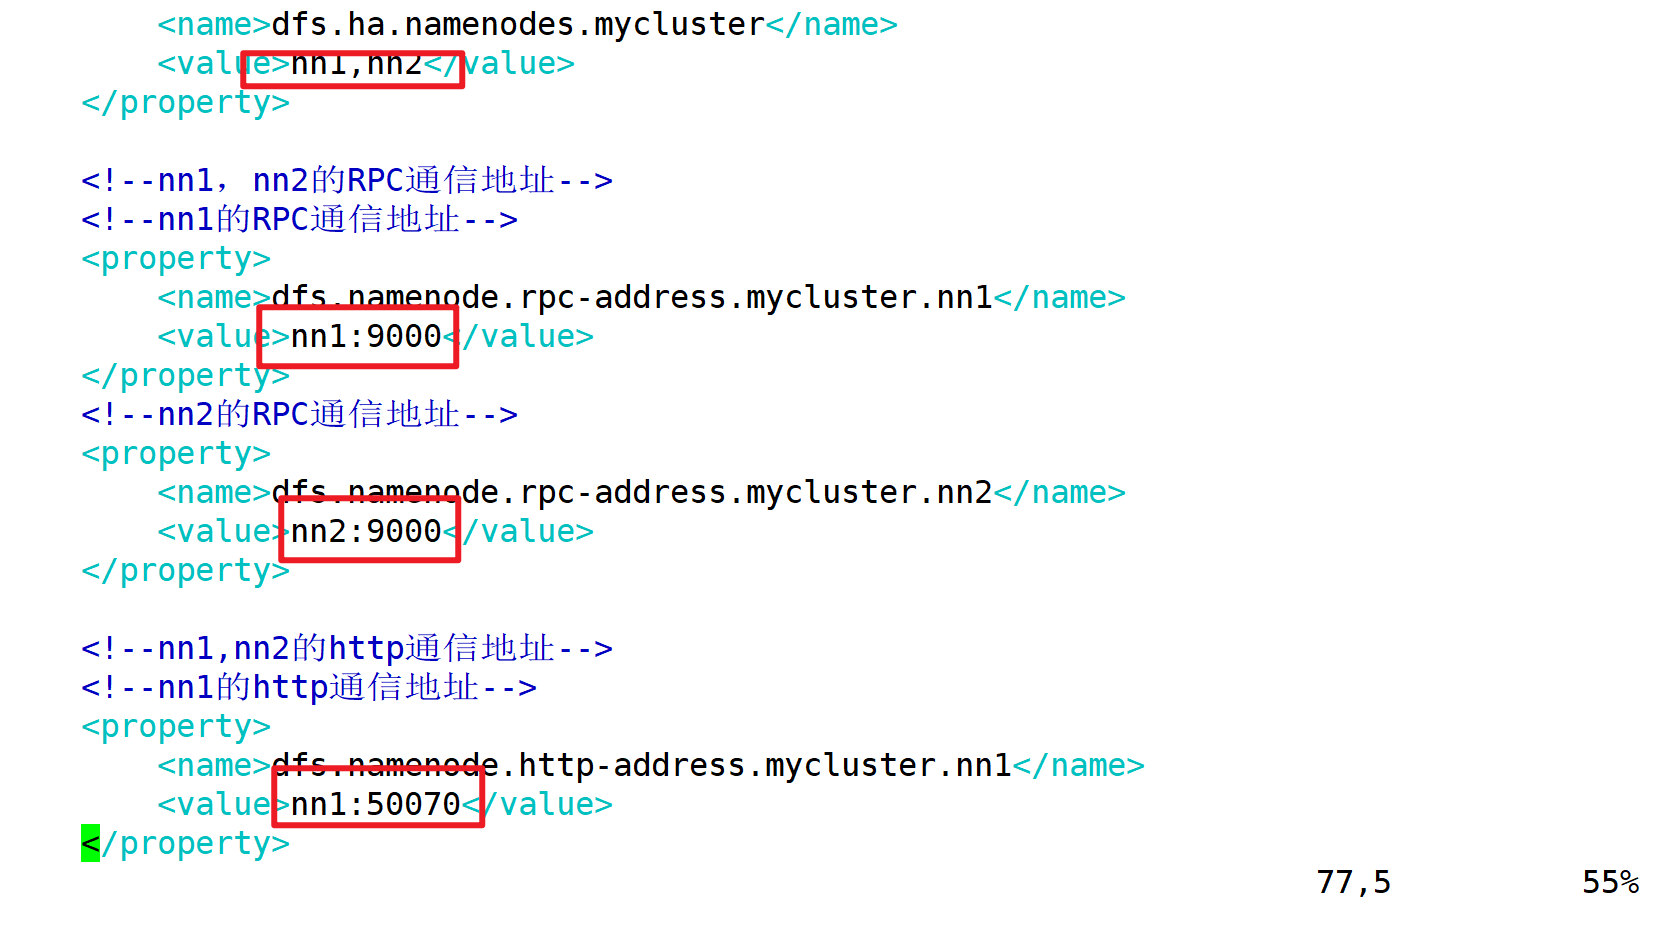 <name>dfs.ha.namenodes.mycluster</name>
<value>nn1,nn2</value>
</property>
<!--nn1，nn2的RPC通信地址-->
<!--nn1的RPC通信地址-->
<property>
<name>dfs.namenode.rpc-address.mycluster.nn1</name>
<value>nn1:9000</value>
</property>
<!--nn2的RPC通信地址-->
<property>
<name>dfs.namenode.rpc-address.mycluster.nn2</name>
<value>nn2:9000</value>
</property>
<!--nn1,nn2的http通信地址-->
<!--nn1的http通信地址-->
<property>
<name>dfs.namenode.http-address.mycluster.nn1</name>
<value>nn1:50070</value>
</property>
77,5 55%